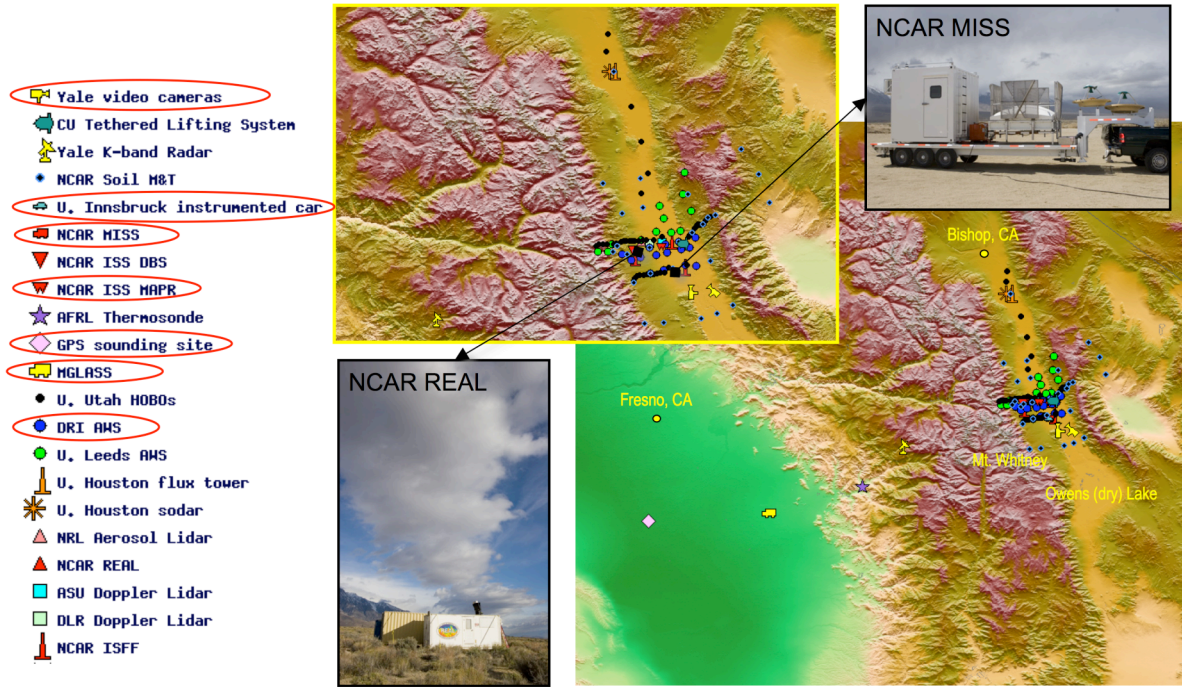 Yale video cameras
CU Tethered Lifting System
Yale K-band Radar
NCAR Soil M&T
U. Innsbruck instrumented car
NCAR MISS
NCAR ISS DBS
NCAR ISS MAPR
AFRL Thermosonde
GPS sounding site
MGLASS
U. Utah HOBOs
DRI AWS
U. Leeds AWS
U. Houston flux tower
U. Houston sodar
NRL Aerosol Lidar
NCAR REAL
ASU Doppler Lidar
DLR Doppler Lidar
NCAR ISFF
NCAR MISS
NCAR REAL
Bishop, CA
Fresno, CA
Mt. Whitney
Owens (dry) Lake